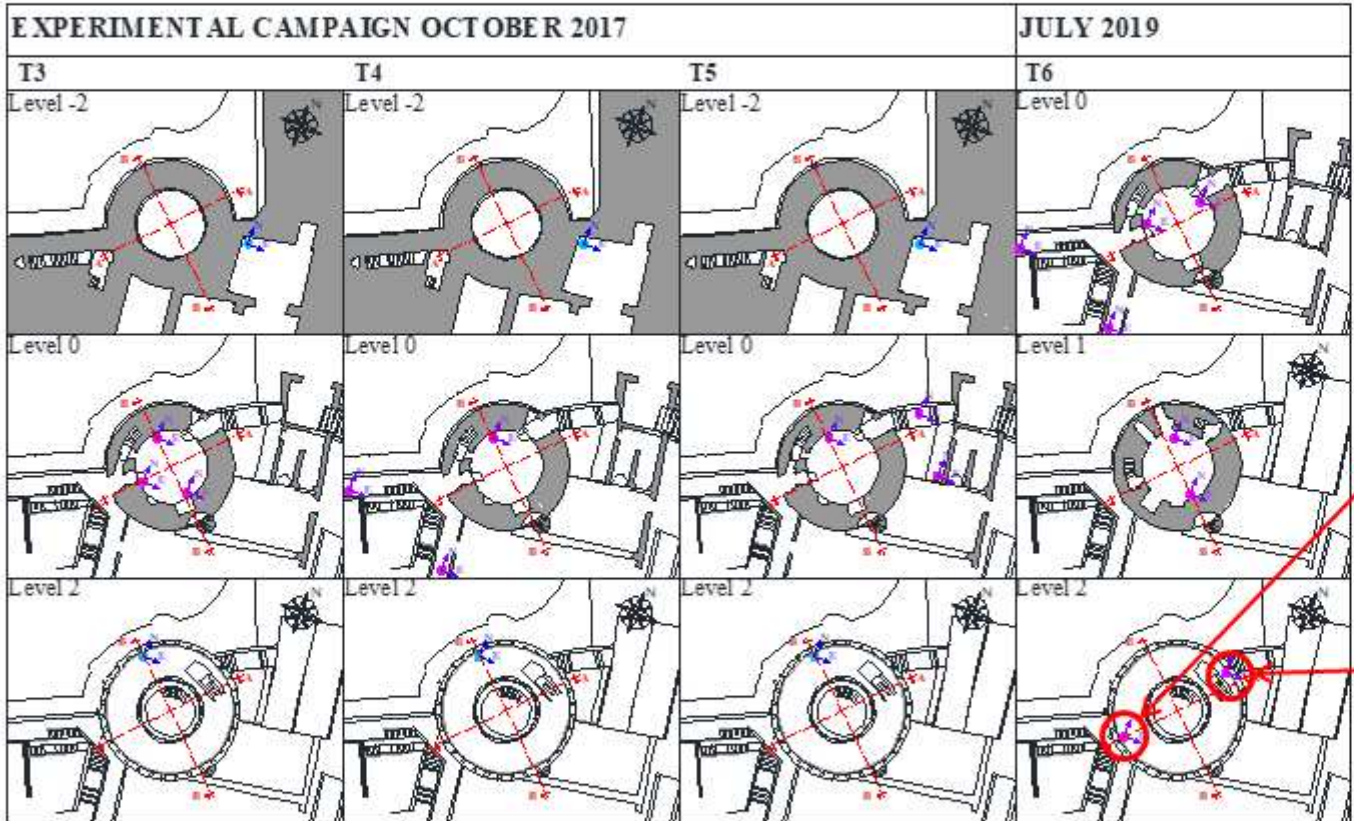 EXPERIMENTAL CAMPAIGN OCTOBER 2017 JULY 2019
T3 T4 T5 T6
Level -2 Level -2 Level -2 Level 0
N N N
Level 0 Level 0 Level 0 Level 1
N
Level 2 Level 2 Level 2 Level 2
N N N N